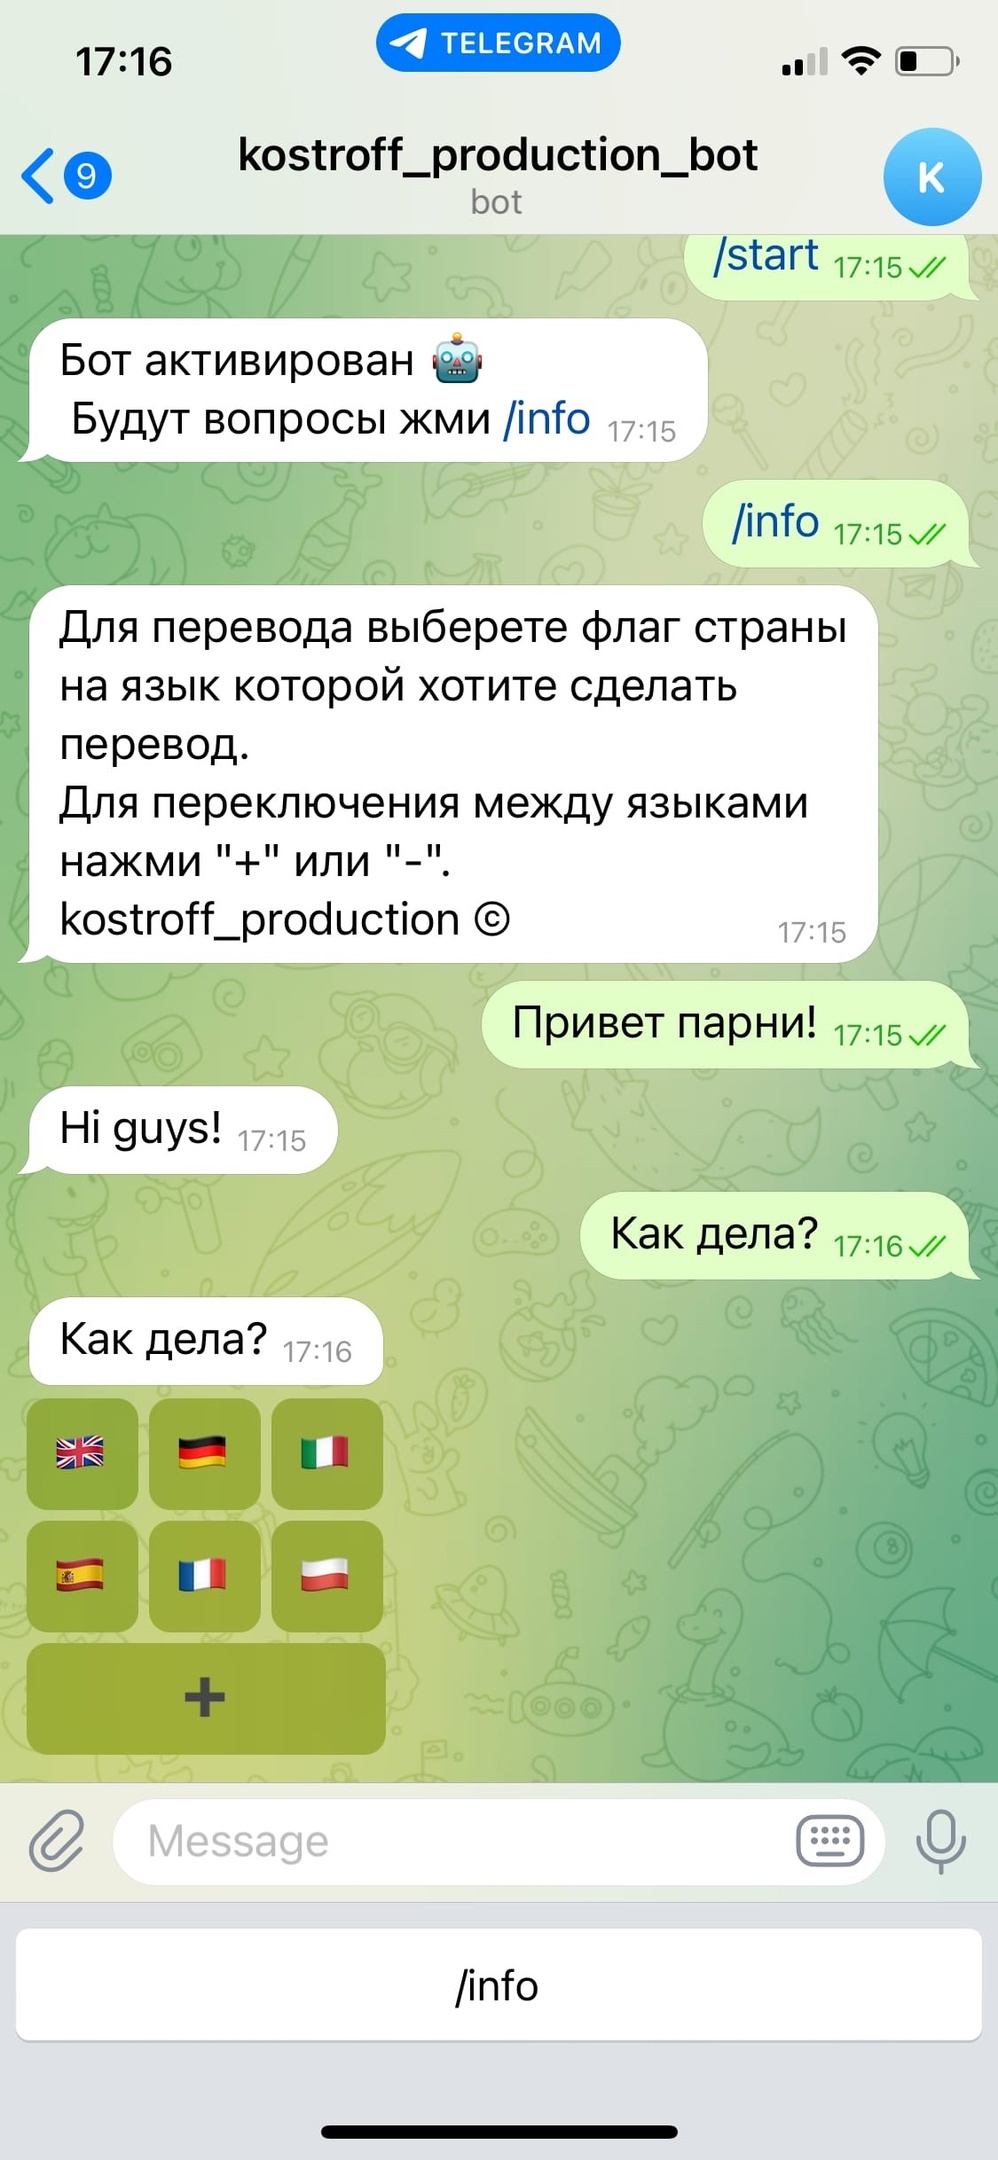 17:16
TELEGRAM
9
kostroff_production_bot
bot
K
/start 17:15
Бот активирован 🤖
Будут вопросы жми /info 17:15
/info 17:15
Для перевода выберете флаг страны
на язык которой хотите сделать
перевод.
Для переключения между языками
нажми "+" или "-".
kostroff_production © 17:15
Привет парни! 17:15
Hi guys! 17:15
Как дела? 17:16
Как дела? 17:16
+
Message
/info